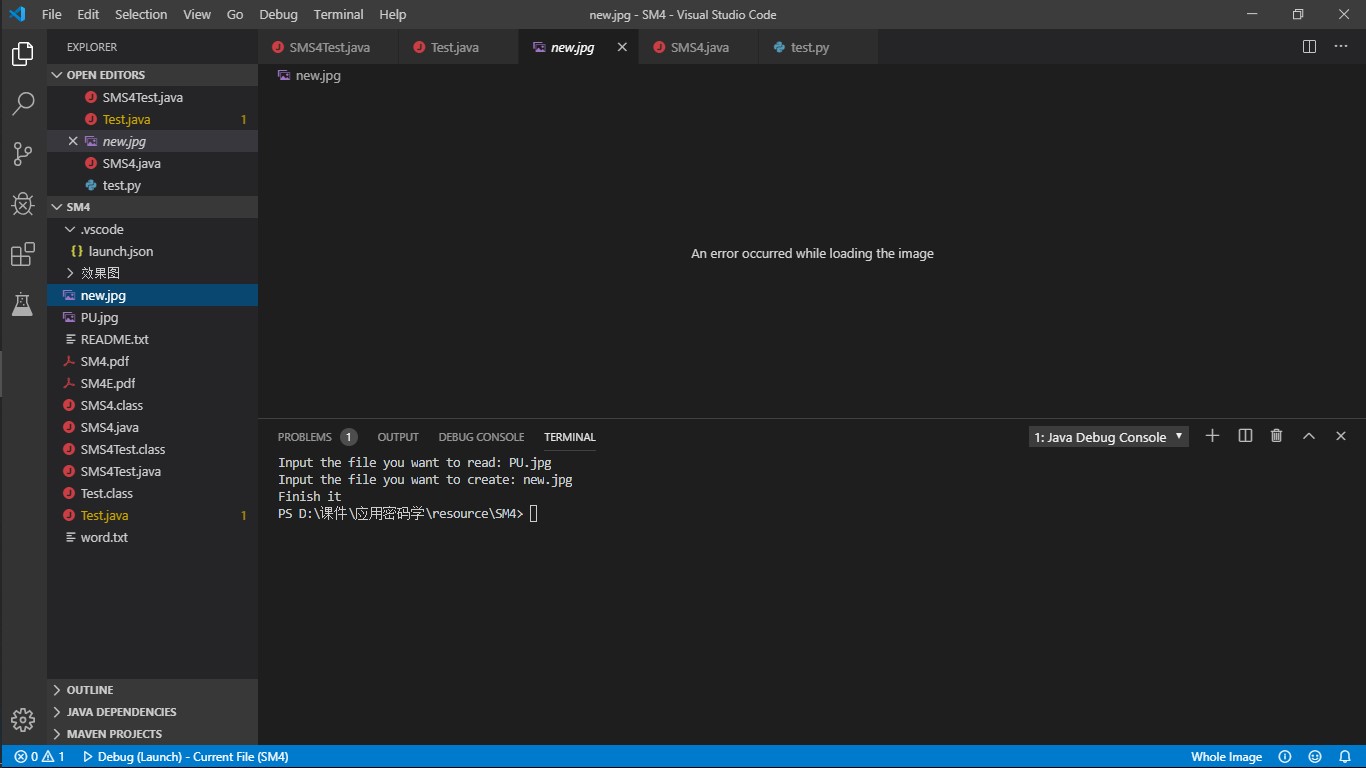 File Edit Selection View Go Debug Terminal Help
new.jpg - SM4 - Visual Studio Code
EXPLORER
OPEN EDITORS
SMS4Test.java
Test.java 1
new.jpg
SMS4.java
test.py
SM4
.vscode
{} launch.json
效果图
new.jpg
PU.jpg
README.txt
SM4.pdf
SM4E.pdf
SMS4.class
SMS4.java
SMS4Test.class
SMS4Test.java
Test.class
Test.java 1
word.txt
OUTLINE
JAVA DEPENDENCIES
MAVEN PROJECTS
SMS4Test.java Test.java new.jpg SMS4.java test.py
new.jpg
An error occurred while loading the image
PROBLEMS 1 OUTPUT DEBUG CONSOLE TERMINAL
1: Java Debug Console
Input the file you want to read: PU.jpg
Input the file you want to create: new.jpg
Finish it
PS D:\课件\应用密码学\resource\SM4>
0 1 Debug (Launch) - Current File (SM4)
Whole Image